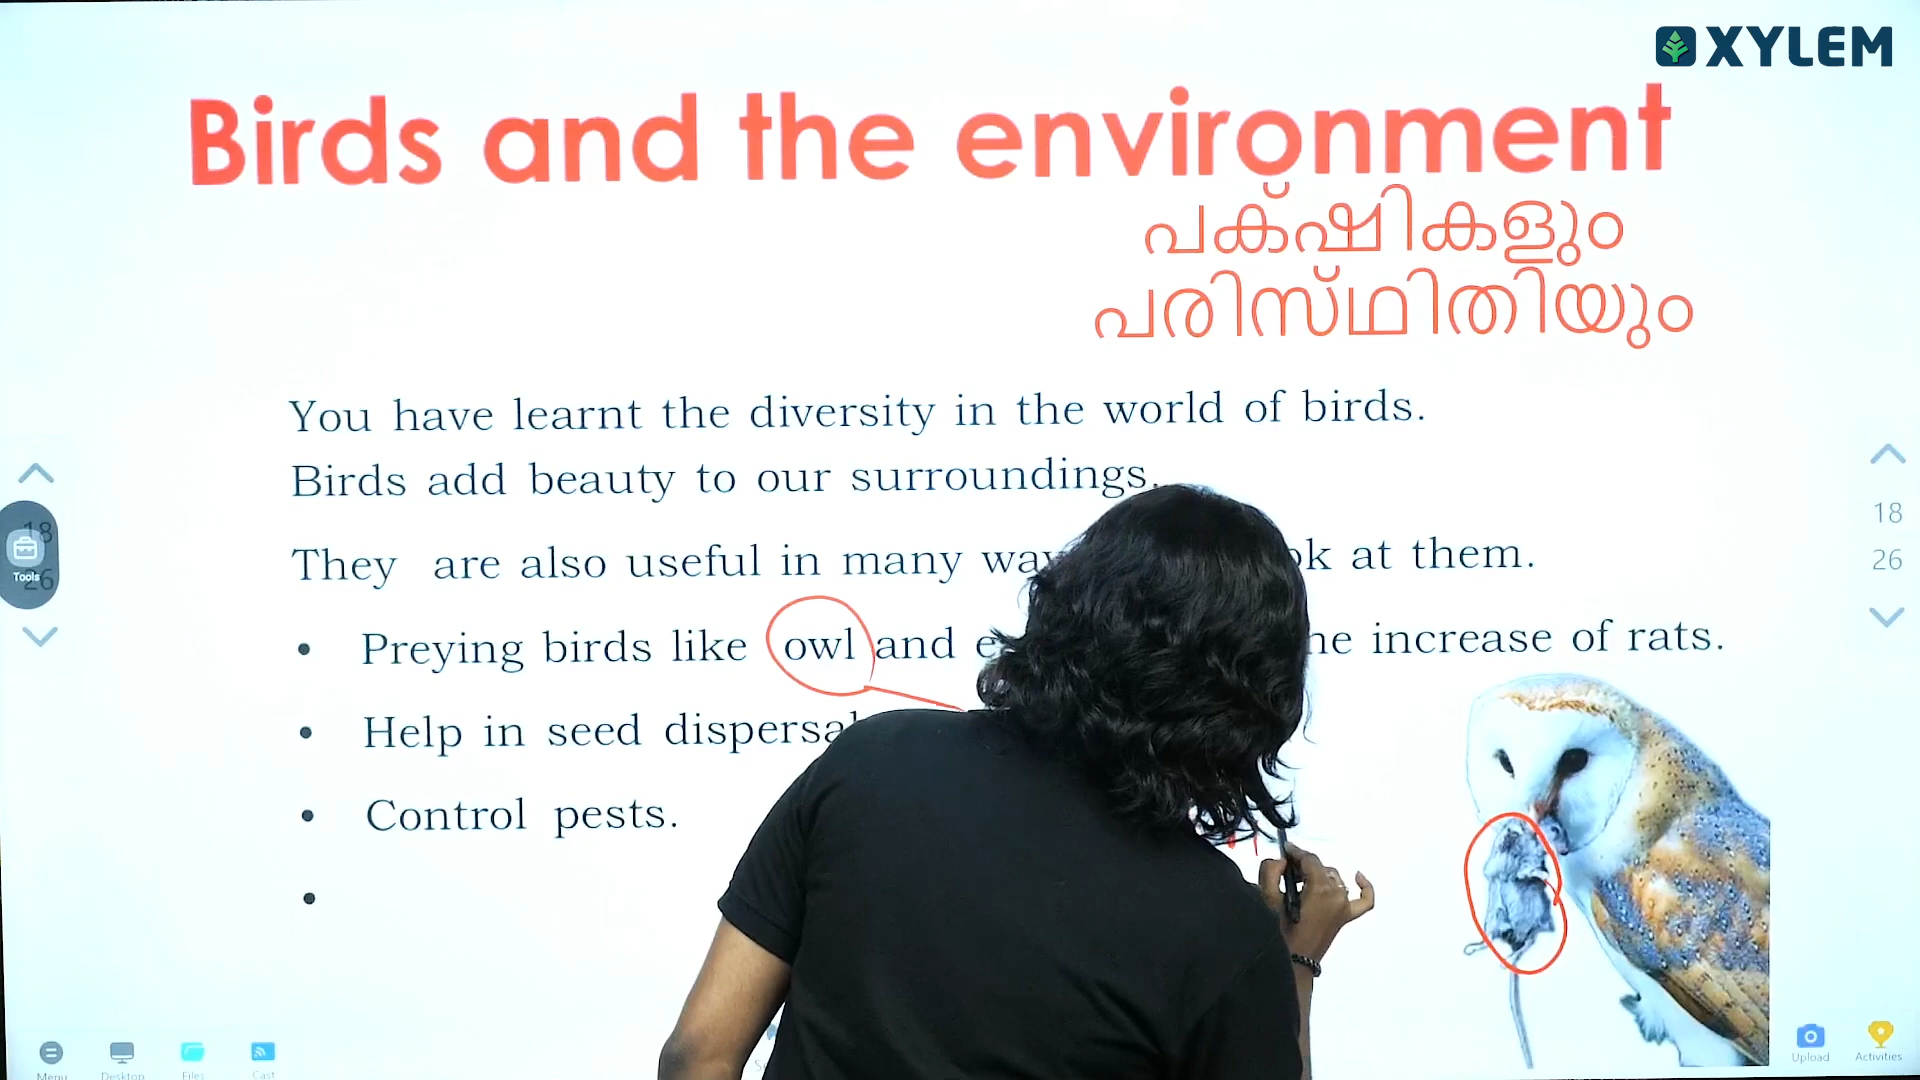 XYLEM
Birds and the environment
പക്ഷികളും
പരിസ്ഥിതിയും
You have learnt the diversity in the world of birds.
Birds add beauty to our surroundings.
They are also useful in many at them.
• Preying birds like owl and increase of rats.
• Help in seed
• Control pests.
•
18
26
Tools
18
26
Menu
Desktop
Files
Cast
Upload
Activities